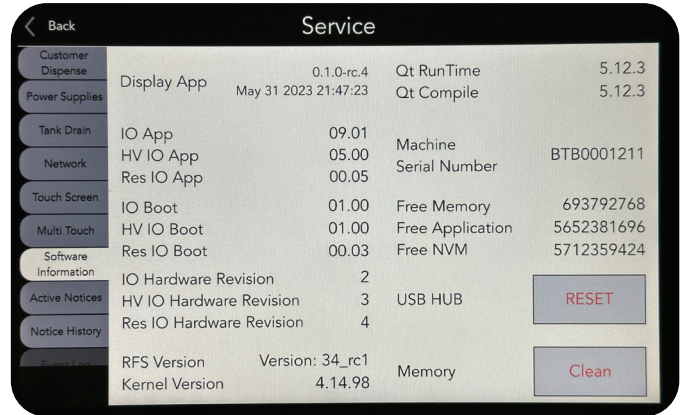 Back
Service
Customer
Dispense
Power Supplies
Tank Drain
Network
Touch Screen
Multi Touch
Software
Information
Active Notices
Notice History
Event Log
Display App 0.1.0-rc.4
May 31 2023 21:47:23
IO App 09.01
HV IO App 05.00
Res IO App 00.05
IO Boot 01.00
HV IO Boot 01.00
Res IO Boot 00.03
IO Hardware Revision 2
HV IO Hardware Revision 3
Res IO Hardware Revision 4
RFS Version Version: 34_rc1
Kernel Version 4.14.98
Qt RunTime 5.12.3
Qt Compile 5.12.3
Machine
Serial Number BTB0001211
Free Memory 693792768
Free Application 5652381696
Free NVM 5712359424
USB HUB RESET
Memory Clean